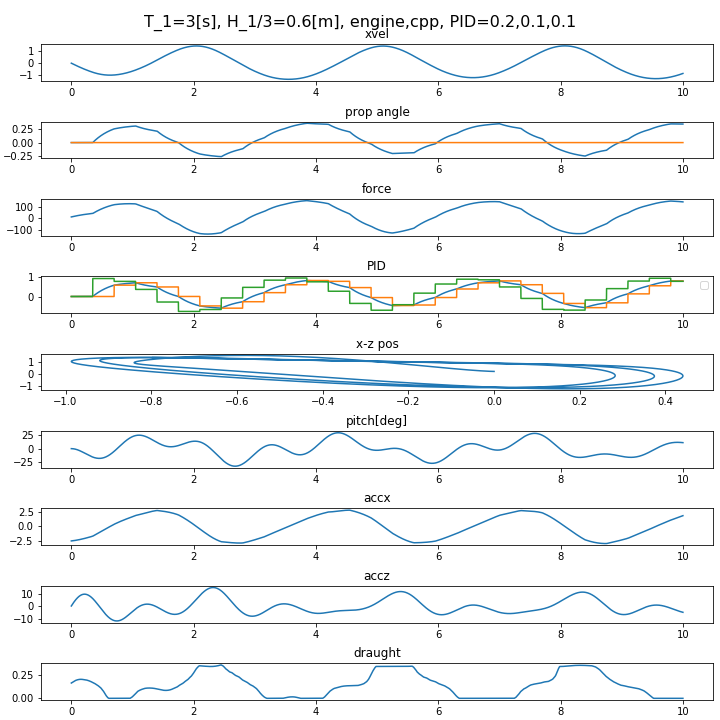 T_1=3[s], H_1/3=0.6[m], engine,cpp, PID=0.2,0.1,0.1
xvel
1
0
−1
0 2 4 6 8 10
prop angle
0.25
0.00
−0.25
0 2 4 6 8 10
force
100
0
−100
0 2 4 6 8 10
PID
1
0
0 2 4 6 8 10
x-z pos
1
0
−1
−1.0 −0.8 −0.6 −0.4 −0.2 0.0 0.2 0.4
pitch[deg]
25
0
−25
0 2 4 6 8 10
accx
2.5
0.0
−2.5
0 2 4 6 8 10
accz
10
0
−10
0 2 4 6 8 10
draught
0.25
0.00
0 2 4 6 8 10